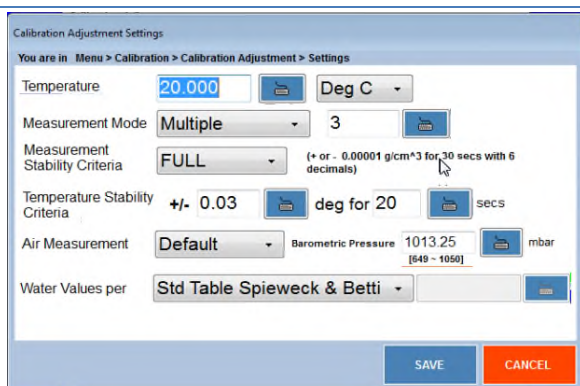 Calibration Adjustment Settings
You are in Menu > Calibration > Calibration Adjustment > Settings
Temperature 20.000 Deg C
Measurement Mode Multiple 3
Measurement
Stability Criteria FULL (+ or - 0.00001 g/cm^3 for 30 secs with 6
decimals)
Temperature Stability
Criteria +/- 0.03 deg for 20 secs
Air Measurement Default Barometric Pressure 1013.25 mbar
[649 ~ 1050]
Water Values per Std Table Spieweck & Betti
SAVE CANCEL